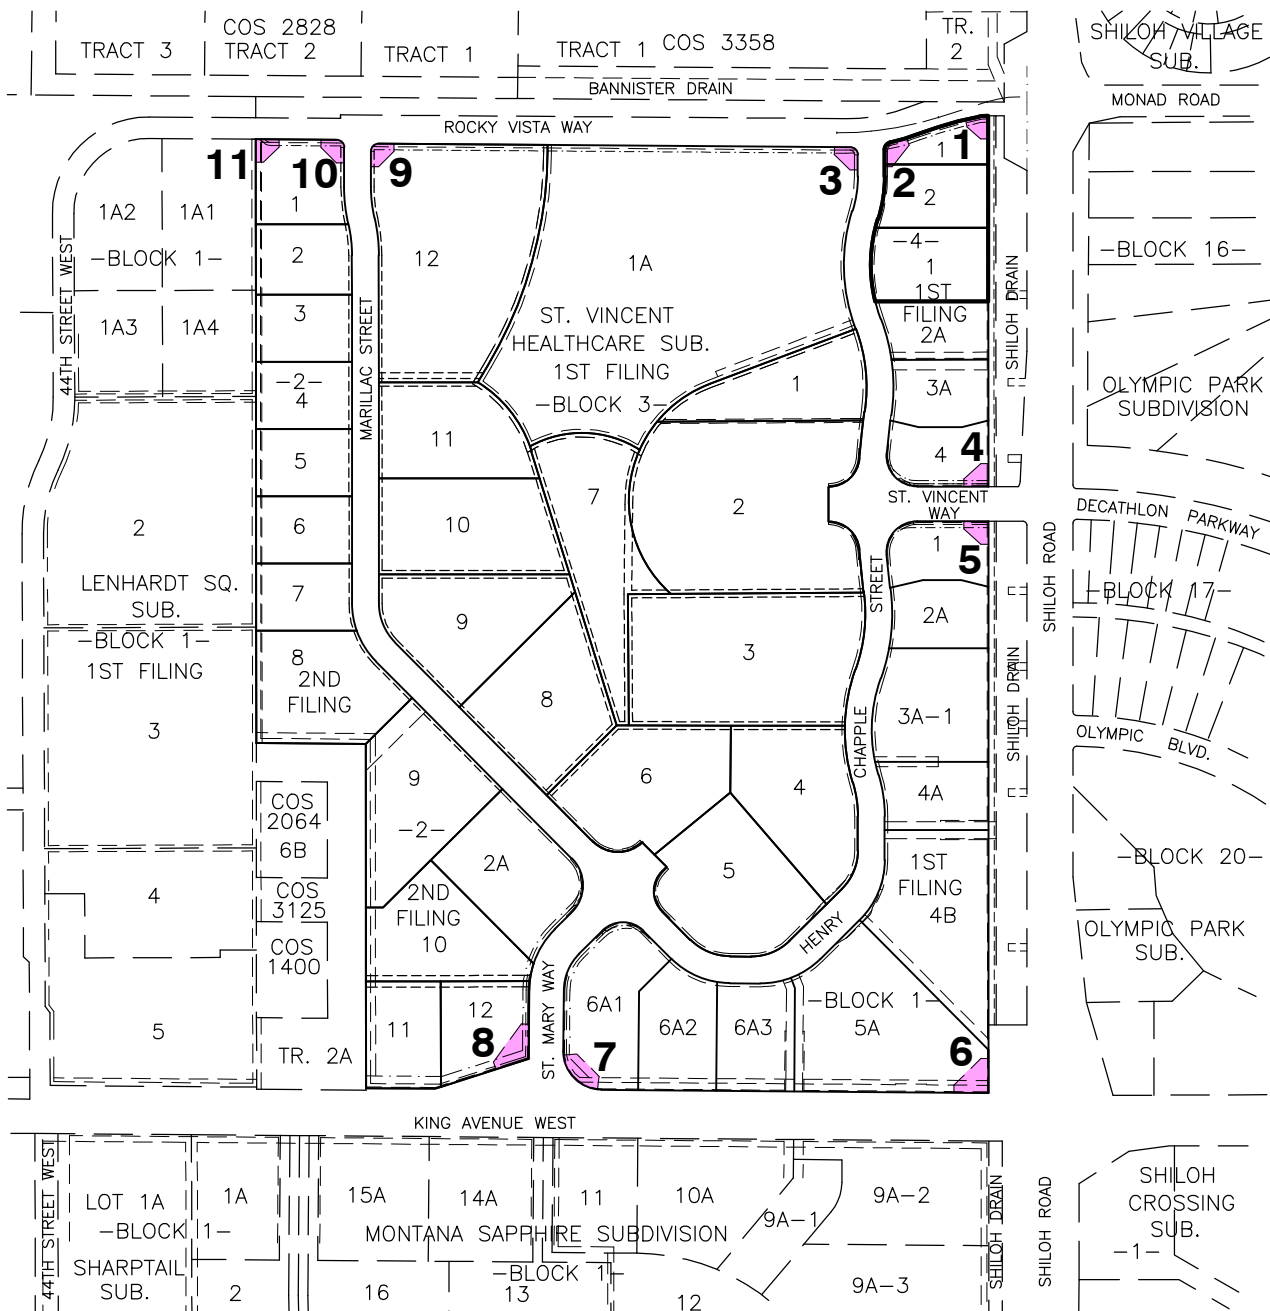 COS 2828
TRACT 3
TRACT 2
TRACT 1
TRACT 1
COS 3358
TR.
2
SHILOH VILLAGE
SUB.
BANNISTER DRAIN
MONAD ROAD
ROCKY VISTA WAY
11
10
9
3
2
1
1
1
2
1A2
1A1
-BLOCK 1-
1A3
1A4
44TH STREET WEST
2
3
-2-
4
5
6
7
8
2ND
FILING
MARILLAC STREET
12
1A
ST. VINCENT
HEALTHCARE SUB.
1ST FILING
-BLOCK 3-
-4-
1
1ST
FILING
2A
3A
4
4
SHILOH DRAIN
-BLOCK 16-
OLYMPIC PARK
SUBDIVISION
1
11
7
2
10
ST. VINCENT
WAY
1
5
DECATHLON PARKWAY
2
LENHARDT SQ.
SUB.
-BLOCK 1-
1ST FILING
3
9
8
3
STREET
2A
SHILOH ROAD
-BLOCK 17-
3A-1
SHILOH DRAIN
OLYMPIC BLVD.
CHAPPLE
6
4
4A
9
-2-
COS
2064
6B
COS
3125
COS
1400
2A
2ND
FILING
10
5
1ST
FILING
4B
HENRY
-BLOCK 20-
OLYMPIC PARK
SUB.
4
5
TR. 2A
11
12
8
ST. MARY WAY
7
6A1
6A2
6A3
-BLOCK 1-
5A
6
KING AVENUE WEST
44TH STREET WEST
LOT 1A
-BLOCK 1-
SHARPTAIL
SUB.
1A
2
15A
14A
11
10A
9A-1
9A-2
MONTANA SAPPHIRE SUBDIVISION
-BLOCK 1-
16
13
12
9A-3
SHILOH DRAIN
SHILOH ROAD
SHILOH
CROSSING
SUB.
-1-